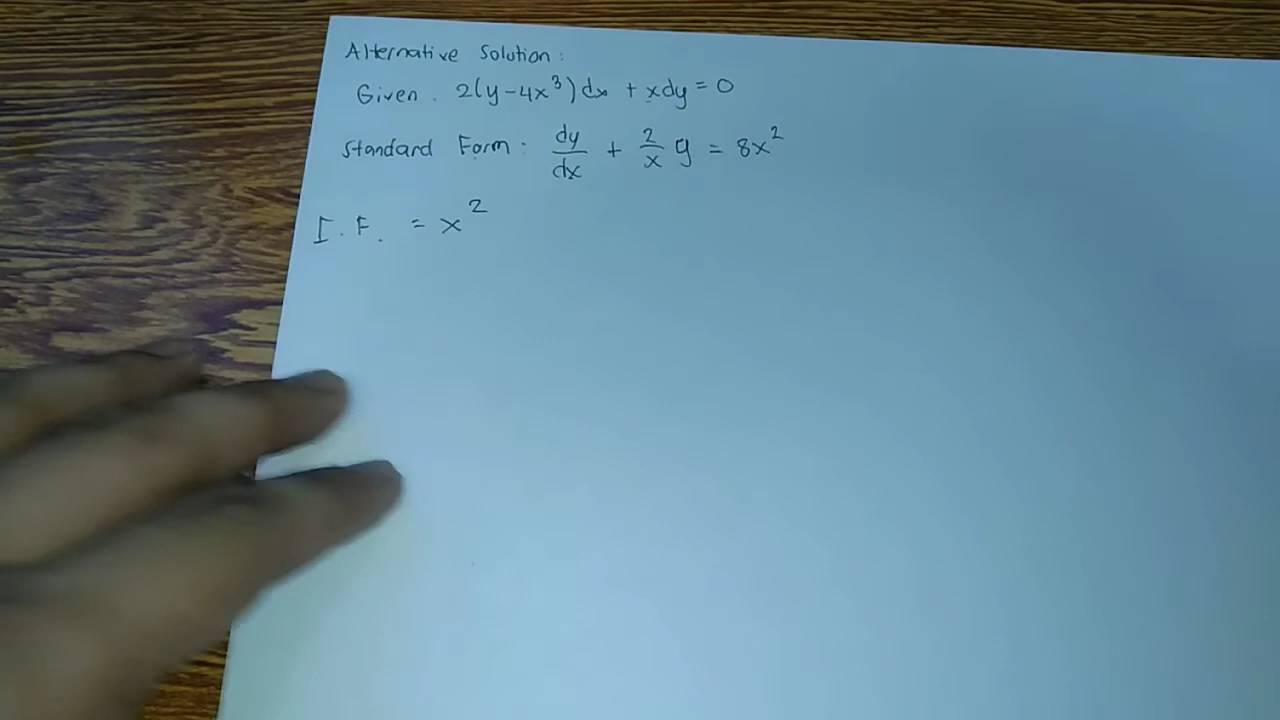 Alternative Solution:
Given. 2(y-4x³)dx + xdy = 0
Standard Form: dy/dx + 2/x y = 8x²
I.F. = x²